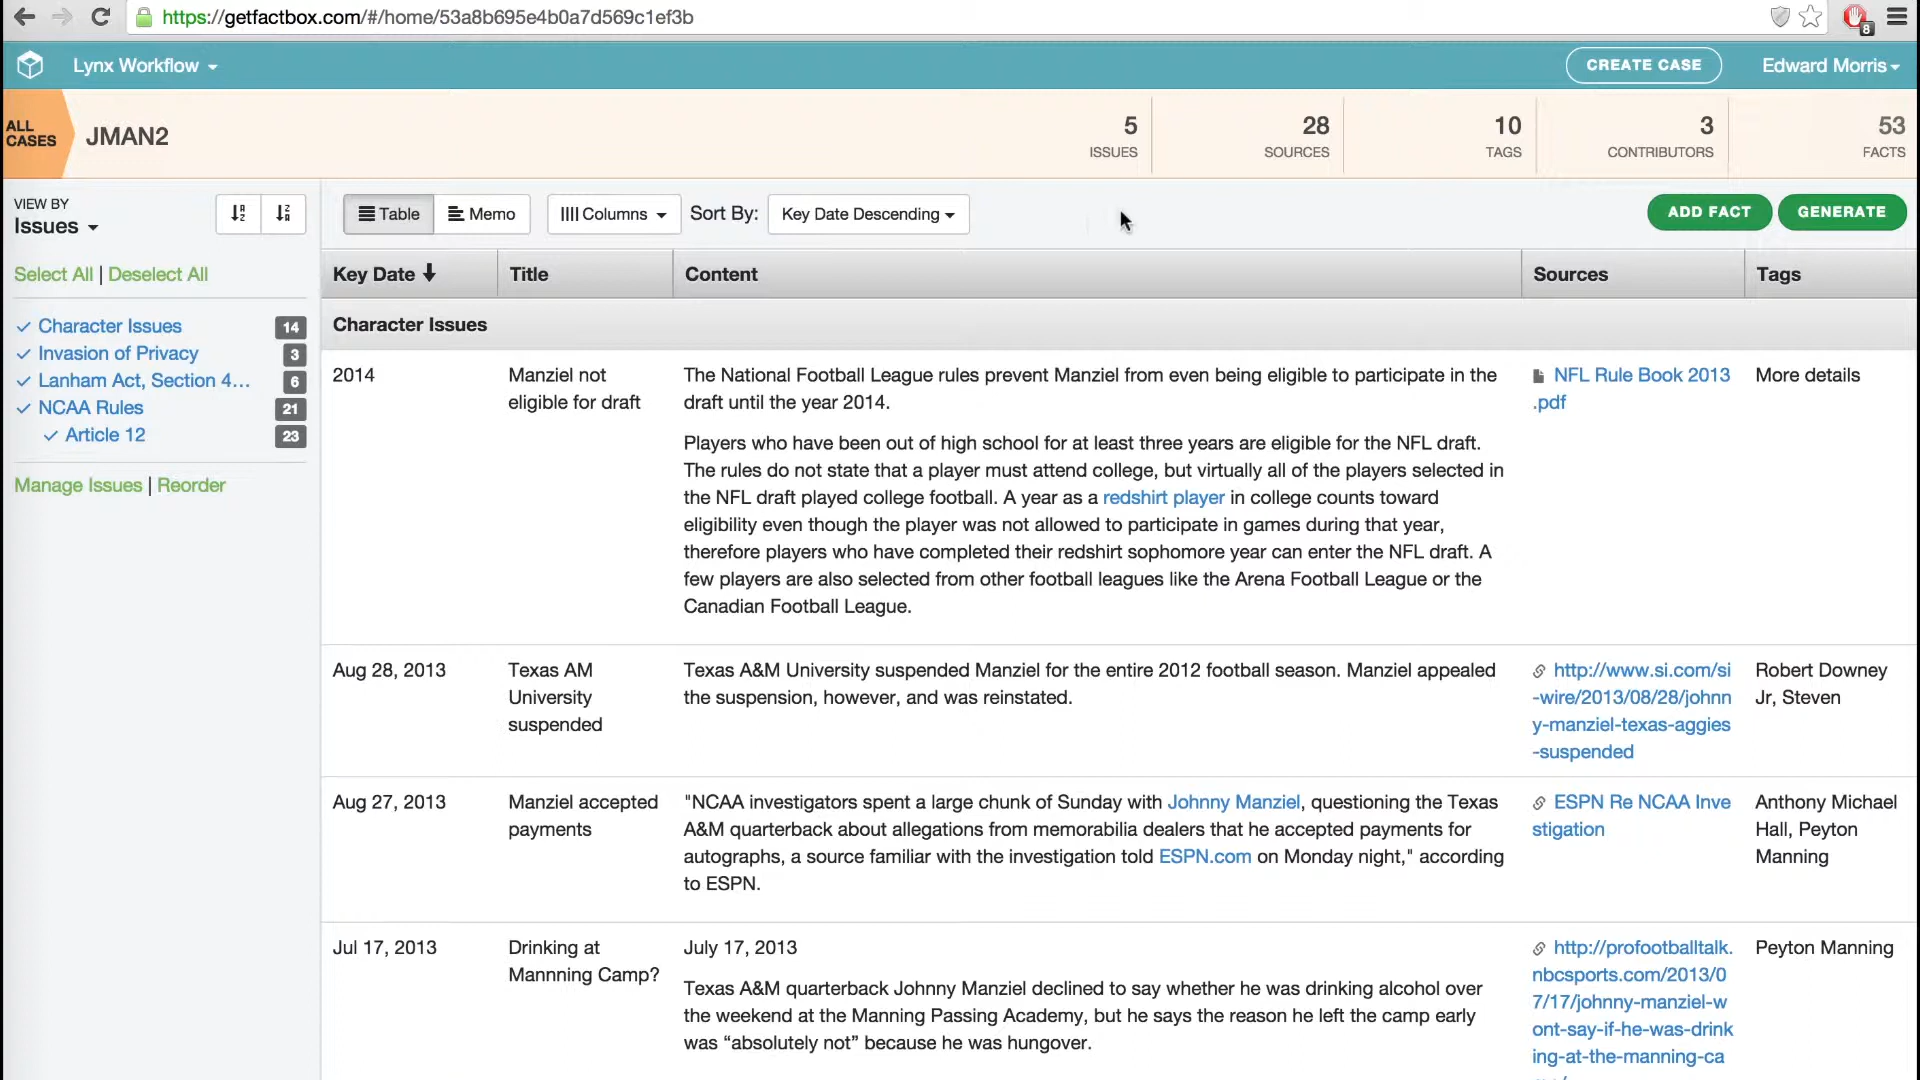 https://getfactbox.com/#/home/53a8b695e4b0a7d569c1ef3b
8
Lynx Workflow
CREATE CASE
Edward Morris
ALL
CASES
JMAN2
5
ISSUES
28
SOURCES
10
TAGS
3
CONTRIBUTORS
53
FACTS
VIEW BY
Issues
Table
Memo
Columns
Sort By:
Key Date Descending
ADD FACT
GENERATE
Select All | Deselect All
Character Issues 14
Invasion of Privacy 3
Lanham Act, Section 4... 6
NCAA Rules 21
Article 12 23
Manage Issues | Reorder
Key Date
Title
Content
Sources
Tags
Character Issues
2014
Manziel not
eligible for draft
The National Football League rules prevent Manziel from even being eligible to participate in the
draft until the year 2014.
Players who have been out of high school for at least three years are eligible for the NFL draft.
The rules do not state that a player must attend college, but virtually all of the players selected in
the NFL draft played college football. A year as a redshirt player in college counts toward
eligibility even though the player was not allowed to participate in games during that year,
therefore players who have completed their redshirt sophomore year can enter the NFL draft. A
few players are also selected from other football leagues like the Arena Football League or the
Canadian Football League.
NFL Rule Book 2013
.pdf
More details
Aug 28, 2013
Texas AM
University
suspended
Texas A&M University suspended Manziel for the entire 2012 football season. Manziel appealed
the suspension, however, and was reinstated.
http://www.si.com/si
-wire/2013/08/28/johnn
y-manziel-texas-aggies
-suspended
Robert Downey
Jr, Steven
Aug 27, 2013
Manziel accepted
payments
"NCAA investigators spent a large chunk of Sunday with Johnny Manziel, questioning the Texas
A&M quarterback about allegations from memorabilia dealers that he accepted payments for
autographs, a source familiar with the investigation told ESPN.com on Monday night," according
to ESPN.
ESPN Re NCAA Inve
stigation
Anthony Michael
Hall, Peyton
Manning
Jul 17, 2013
Drinking at
Mannning Camp?
July 17, 2013
Texas A&M quarterback Johnny Manziel declined to say whether he was drinking alcohol over
the weekend at the Manning Passing Academy, but he says the reason he left the camp early
was “absolutely not” because he was hungover.
http://profootballtalk.
nbcsports.com/2013/0
7/17/johnny-manziel-w
ont-say-if-he-was-drink
ing-at-the-manning-ca
Peyton Manning